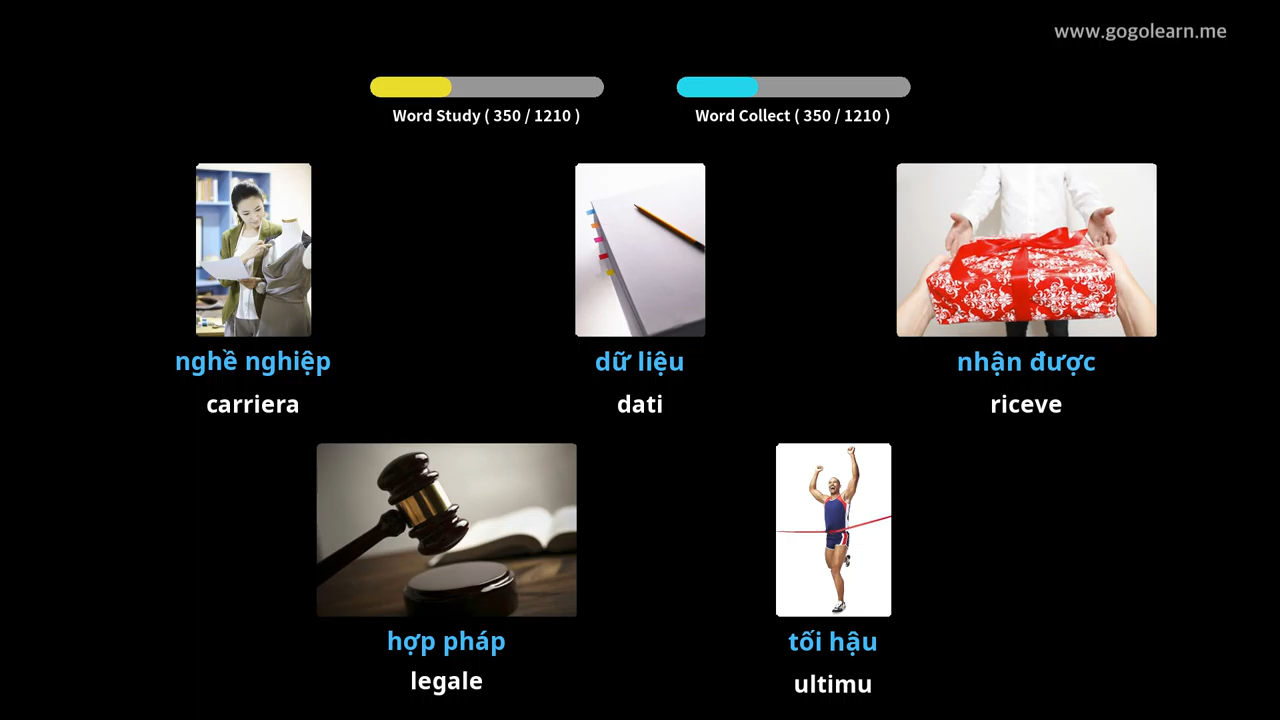 www.gogolearn.me
Word Study ( 350 / 1210 )
Word Collect ( 350 / 1210 )
nghề nghiệp
carriera
dữ liệu
dati
nhận được
riceve
hợp pháp
legale
tối hậu
ultimu